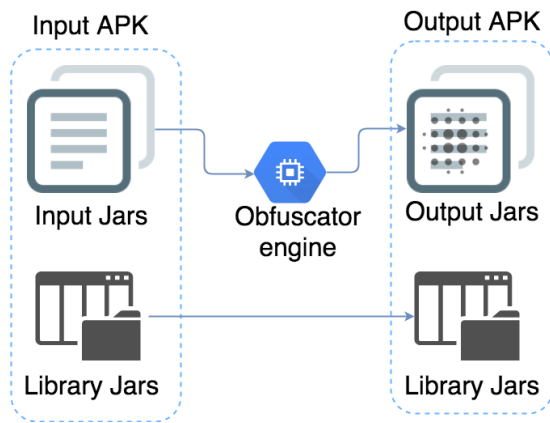 Input APK
Output APK
Input Jars
Obfuscator
engine
Output Jars
Library Jars
Library Jars